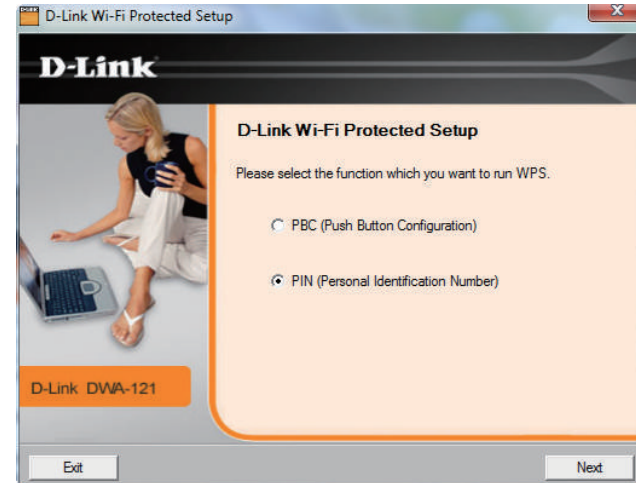 D-Link Wi-Fi Protected Setup
D-Link
D-Link Wi-Fi Protected Setup
Please select the function which you want to run WPS.
PBC (Push Button Configuration)
PIN (Personal Identification Number)
D-Link DWA-121
Exit
Next